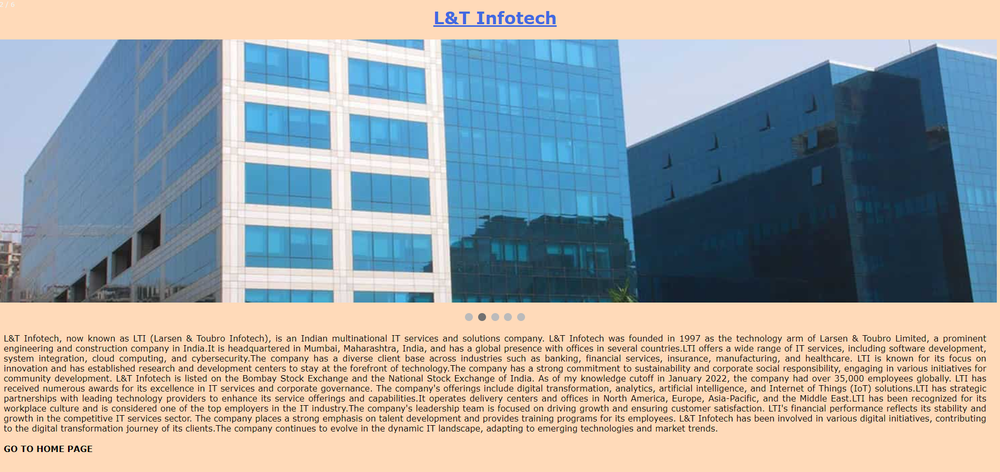 2 / 6
L&T Infotech
L&T Infotech, now known as LTI (Larsen & Toubro Infotech), is an Indian multinational IT services and solutions company. L&T Infotech was founded in 1997 as the technology arm of Larsen & Toubro Limited, a prominent
engineering and construction company in India.It is headquartered in Mumbai, Maharashtra, India, and has a global presence with offices in several countries.LTI offers a wide range of IT services, including software development,
system integration, cloud computing, and cybersecurity.The company has a diverse client base across industries such as banking, financial services, insurance, manufacturing, and healthcare. LTI is known for its focus on
innovation and has established research and development centers to stay at the forefront of technology.The company has a strong commitment to sustainability and corporate social responsibility, engaging in various initiatives for
community development. L&T Infotech is listed on the Bombay Stock Exchange and the National Stock Exchange of India. As of my knowledge cutoff in January 2022, the company had over 35,000 employees globally. LTI has
received numerous awards for its excellence in IT services and corporate governance. The company's offerings include digital transformation, analytics, artificial intelligence, and Internet of Things (IoT) solutions.LTI has strategic
partnerships with leading technology providers to enhance its service offerings and capabilities.It operates delivery centers and offices in North America, Europe, Asia-Pacific, and the Middle East.LTI has been recognized for its
workplace culture and is considered one of the top employers in the IT industry.The company's leadership team is focused on driving growth and ensuring customer satisfaction. LTI's financial performance reflects its stability and
growth in the competitive IT services sector. The company places a strong emphasis on talent development and provides training programs for its employees. L&T Infotech has been involved in various digital initiatives, contributing
to the digital transformation journey of its clients.The company continues to evolve in the dynamic IT landscape, adapting to emerging technologies and market trends.
GO TO HOME PAGE